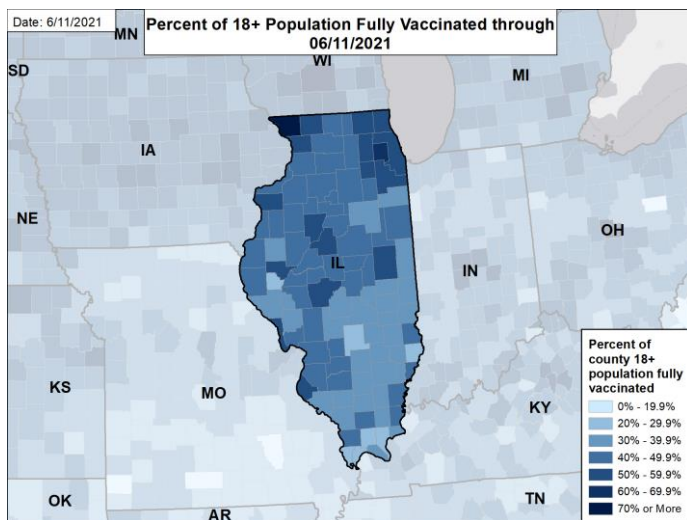 Date: 6/11/2021
Percent of 18+ Population Fully Vaccinated through
06/11/2021
MN
WI
SD
MI
IA
NE
OH
IL
IN
KS
MO
KY
OK
AR
TN
Percent of
county 18+
population fully
vaccinated
0% - 19.9%
20% - 29.9%
30% - 39.9%
40% - 49.9%
50% - 59.9%
60% - 69.9%
70% or More